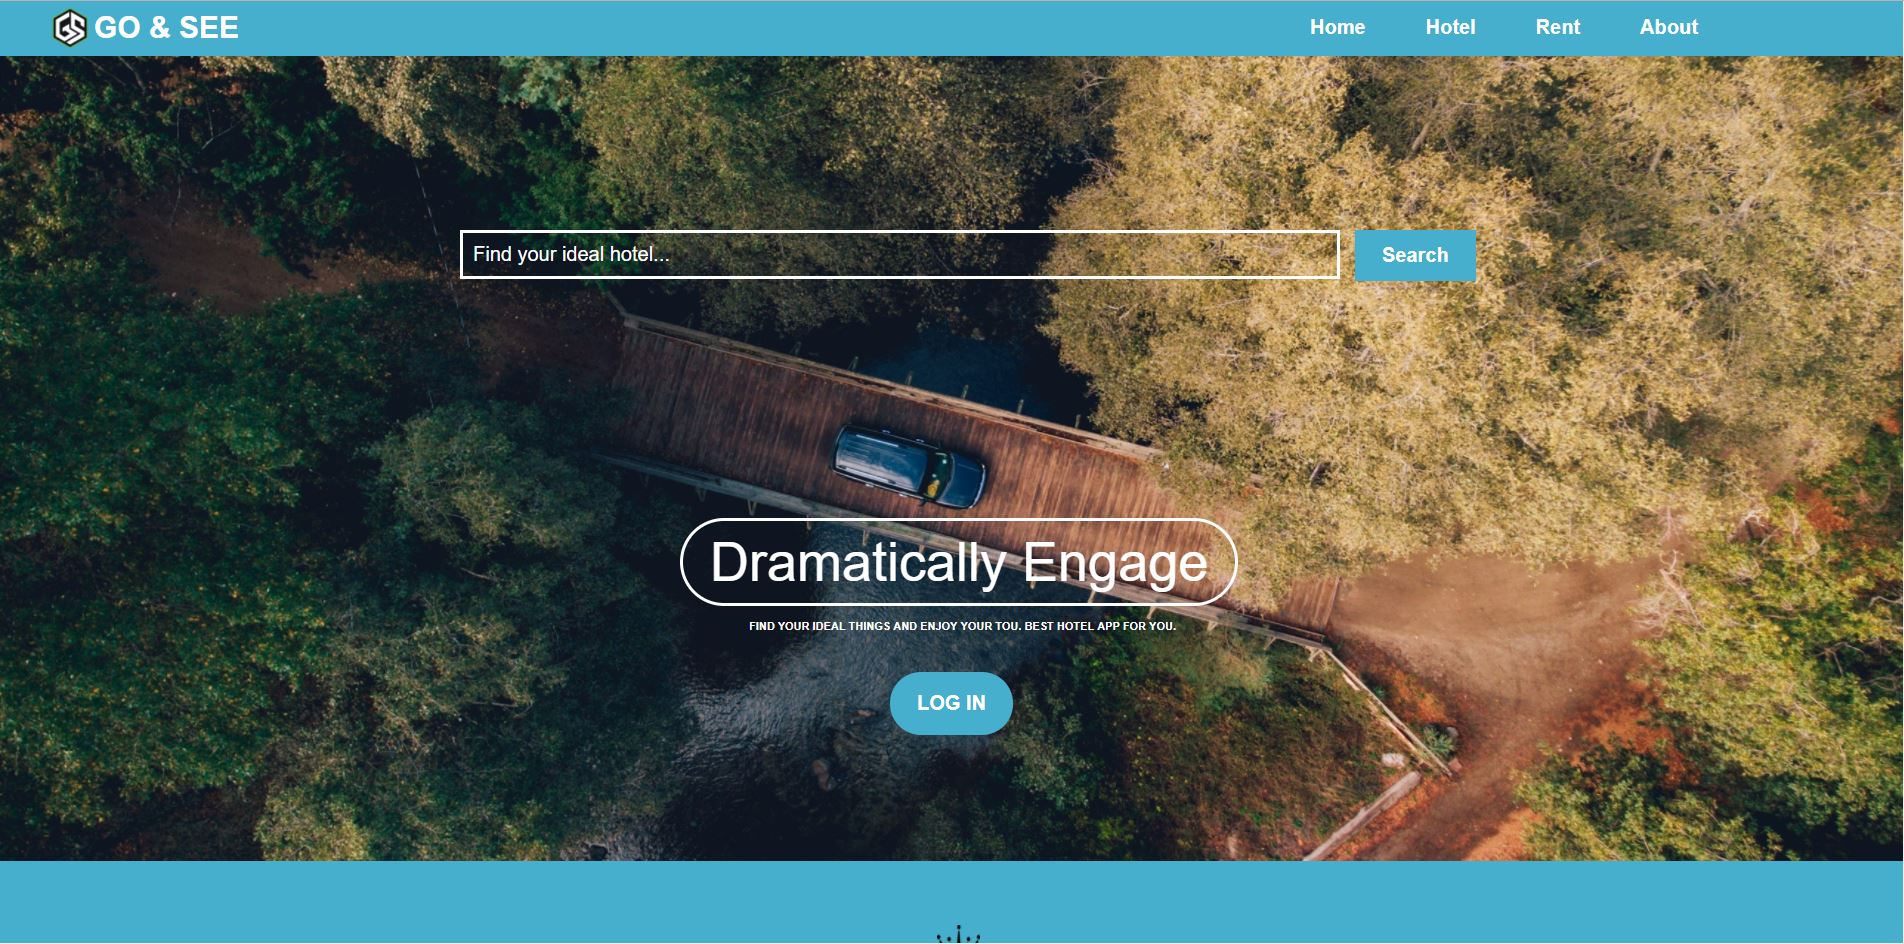 GO & SEE
Home Hotel Rent About
Find your ideal hotel...
Search
Dramatically Engage
FIND YOUR IDEAL THINGS AND ENJOY YOUR TOU. BEST HOTEL APP FOR YOU.
LOG IN